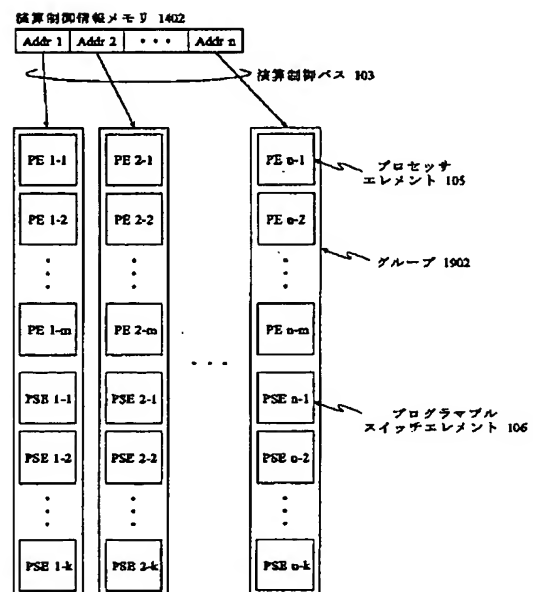 演算制御情報メモリ 1402
Addr 1 Addr 2 ・・・ Addr n
演算制御バス 103
PE 1-1 PE 2-1 PE n-1
プロセッサ
エレメント 105
PE 1-2 PE 2-2 PE n-2
グループ 1902
PE 1-m PE 2-m PE n-m
PSE 1-1 PSE 2-1 PSE n-1
プログラマブル
スイッチエレメント 106
PSE 1-2 PSE 2-2 PSE n-2
PSE 1-k PSE 2-k PSE n-k